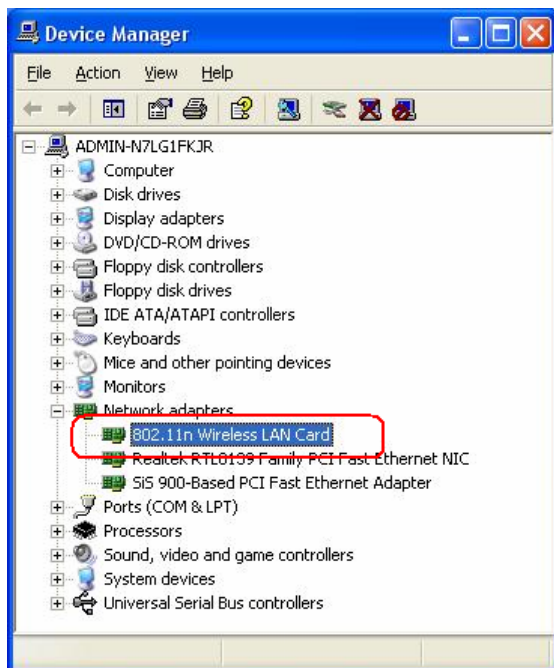 Device Manager
File Action View Help
ADMIN-N7LG1FKJR
Computer
Disk drives
Display adapters
DVD/CD-ROM drives
Floppy disk controllers
Floppy disk drives
IDE ATA/ATAPI controllers
Keyboards
Mice and other pointing devices
Monitors
Network adapters
802.11n Wireless LAN Card
Realtek RTL8139 Family PCI Fast Ethernet NIC
SiS 900-Based PCI Fast Ethernet Adapter
Ports (COM & LPT)
Processors
Sound, video and game controllers
System devices
Universal Serial Bus controllers